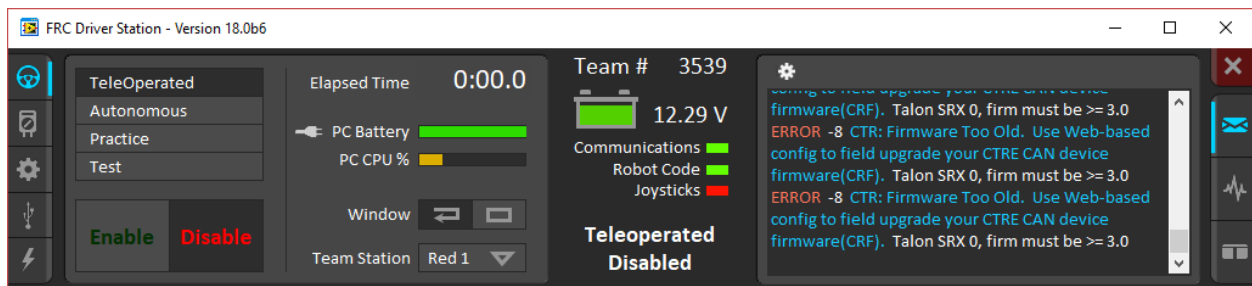 FRC Driver Station - Version 18.0b6
TeleOperated
Autonomous
Practice
Test
Enable Disable
Elapsed Time 0:00.0
PC Battery
PC CPU %
Window
Team Station Red 1
Team # 3539
12.29 V
Communications
Robot Code
Joysticks
Teleoperated
Disabled
config to field upgrade your CTRE CAN device
firmware(CRF). Talon SRX 0, firm must be >= 3.0
ERROR -8 CTR: Firmware Too Old. Use Web-based
config to field upgrade your CTRE CAN device
firmware(CRF). Talon SRX 0, firm must be >= 3.0
ERROR -8 CTR: Firmware Too Old. Use Web-based
config to field upgrade your CTRE CAN device
firmware(CRF). Talon SRX 0, firm must be >= 3.0